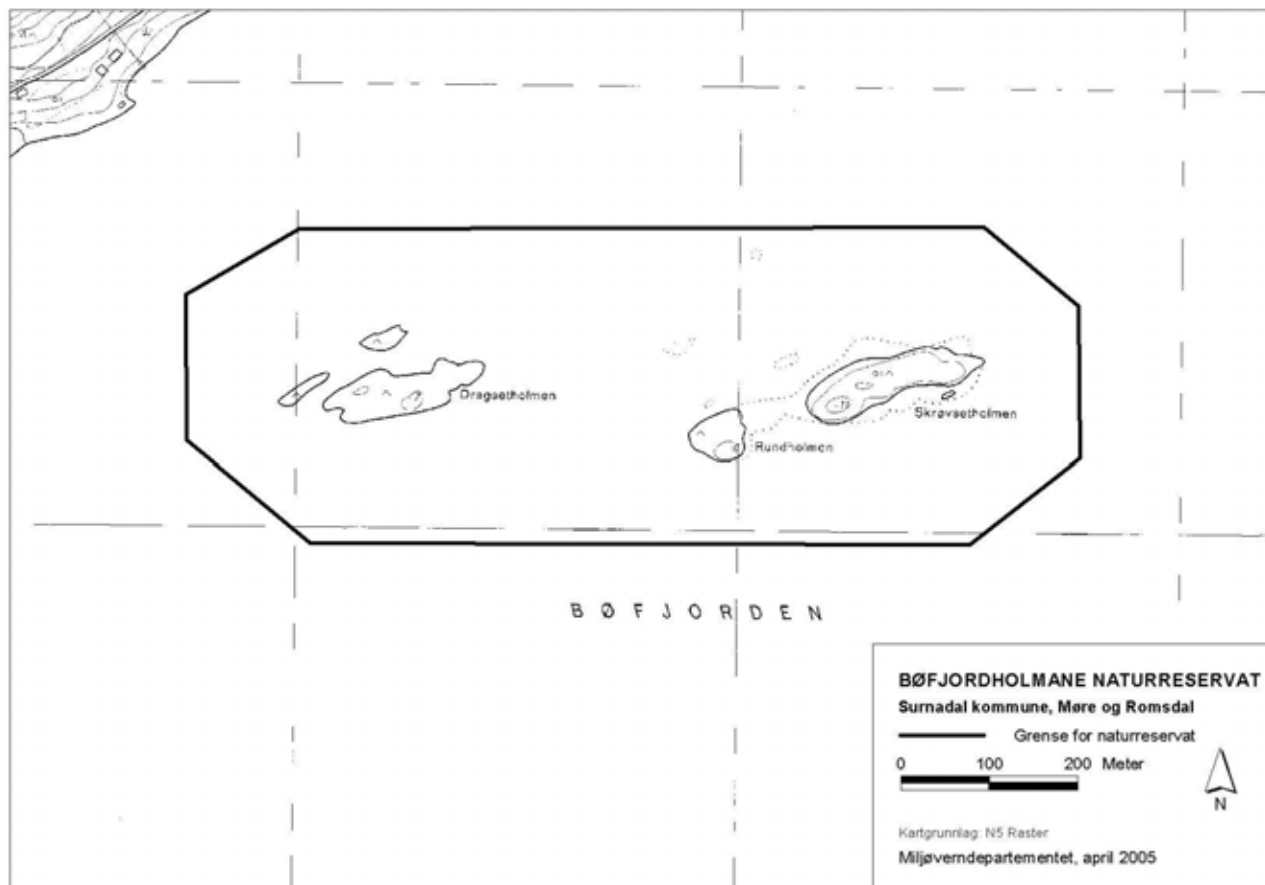 Dragsetholmen
Skrøvsetholmen
Rundholmen
BØFJORDEN
BØFJORDHOLMANE NATURRESERVAT
Surnadal kommune, Møre og Romsdal
Grense for naturreservat
0 100 200 Meter
N
Kartgrunnlag: N5 Raster
Miljøverndepartementet, april 2005